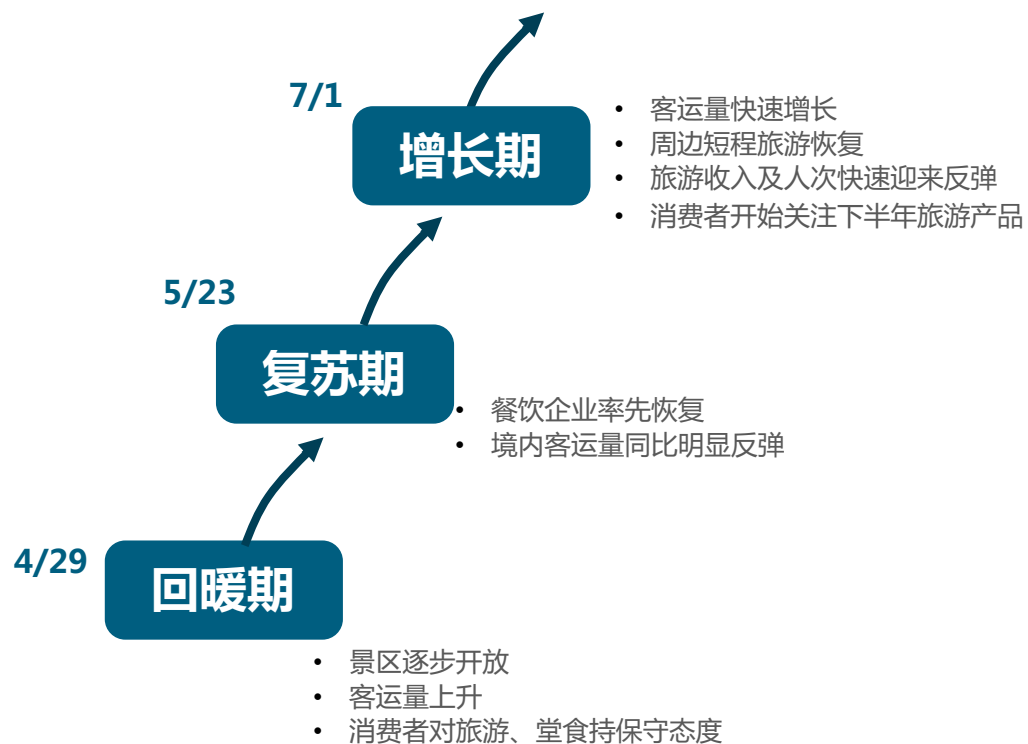 7/1
增长期
• 客运量快速增长
• 周边短程旅游恢复
• 旅游收入及人次快速迎来反弹
• 消费者开始关注下半年旅游产品
5/23
复苏期
• 餐饮企业率先恢复
• 境内客运量同比明显反弹
4/29
回暖期
• 景区逐步开放
• 客运量上升
• 消费者对旅游、堂食持保守态度